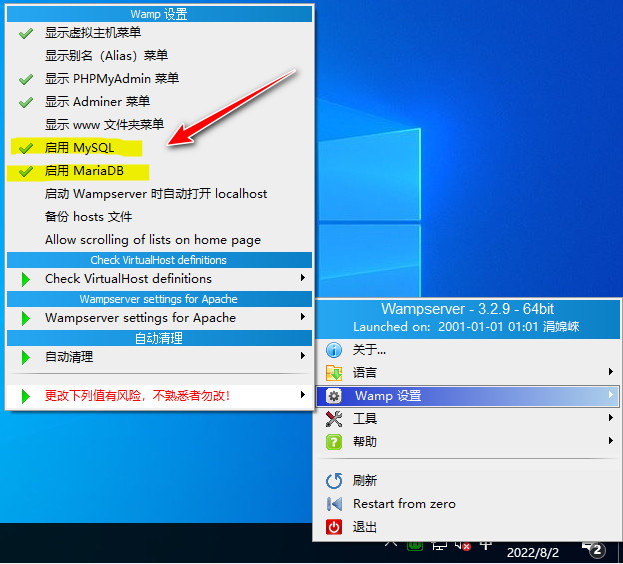 Wamp 设置
显示虚拟主机菜单
显示别名（Alias）菜单
显示 PHPMyAdmin 菜单
显示 Adminer 菜单
显示 www 文件夹菜单
启用 MySQL
启用 MariaDB
启动 Wampserver 时自动打开 localhost
备份 hosts 文件
Allow scrolling of lists on home page
Check VirtualHost definitions
Check VirtualHost definitions
Wampserver settings for Apache
Wampserver settings for Apache
自动清理
自动清理
更改下列值有风险，不熟悉者勿改！
Wampserver - 3.2.9 - 64bit
Launched on: 2001-01-01 01:01 涓婂崍
关于...
语言
Wamp 设置
工具
帮助
刷新
Restart from zero
退出
中
2022/8/2
2